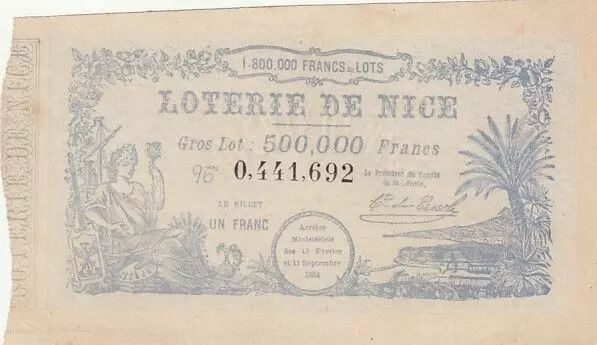 1.800.000 FRANCS de LOTS
LOTERIE DE NICE
Gros Lot: 500,000 Francs
No 0,441,692
Le Président du Comité
de la Loterie,
LE BILLET
UN FRANC
Arrêtés
Ministériels
des 13 Février
et 11 Septembre
1884
LOTERIE DE NICE